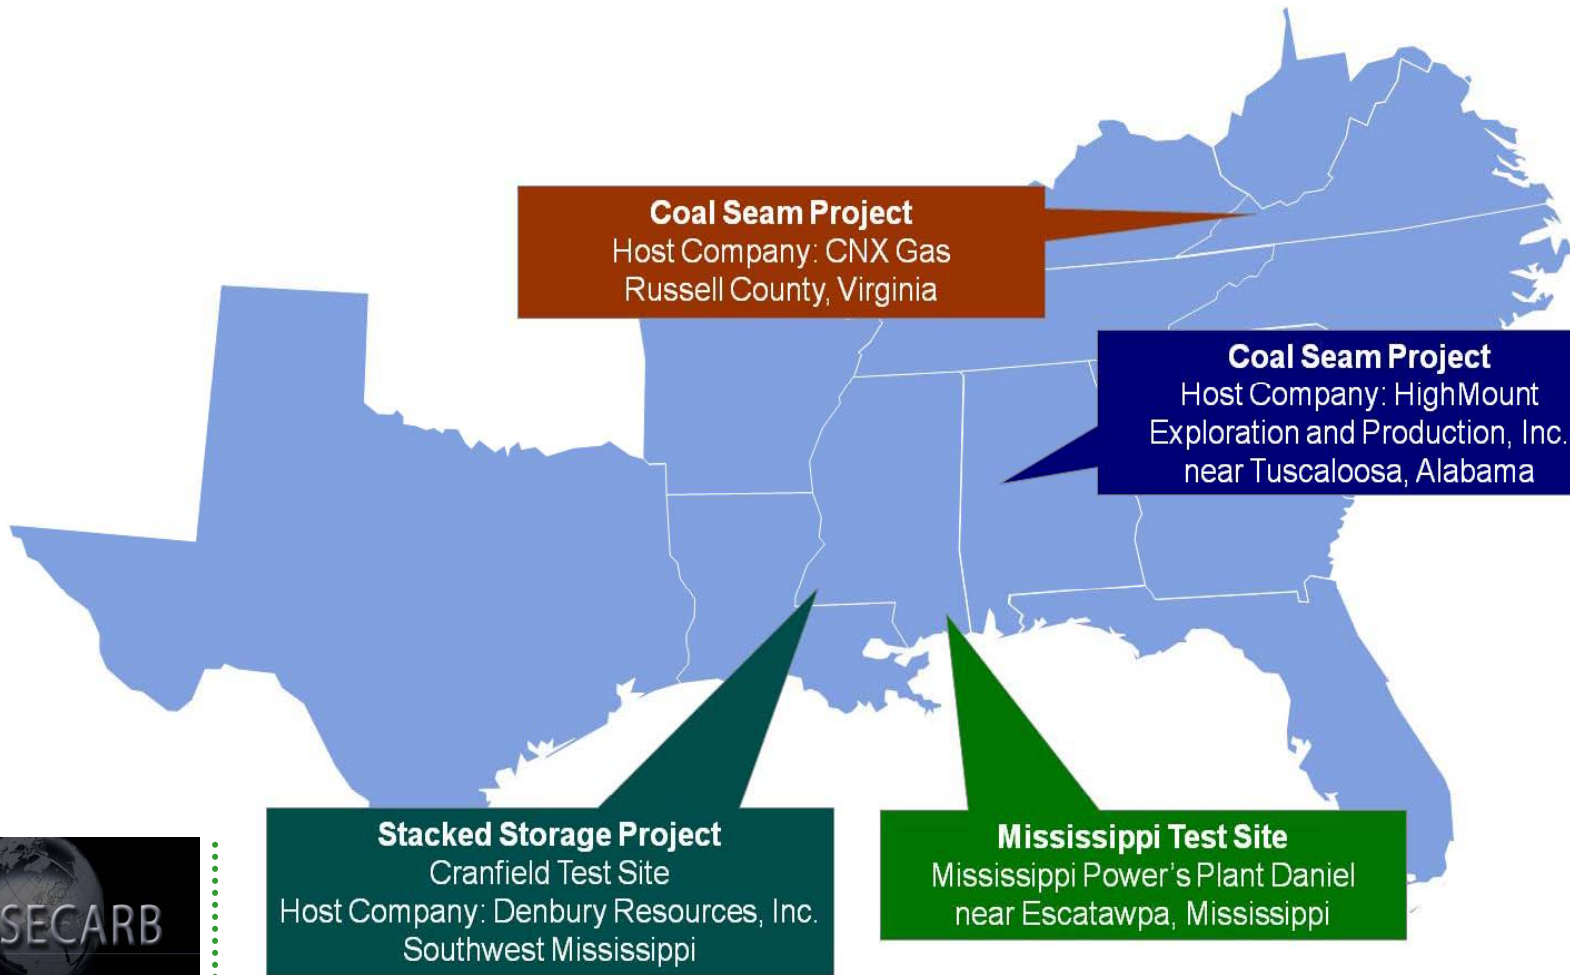 Coal Seam Project
Host Company: CNX Gas
Russell County, Virginia
Coal Seam Project
Host Company: HighMount
Exploration and Production, Inc.
near Tuscaloosa, Alabama
Stacked Storage Project
Cranfield Test Site
Host Company: Denbury Resources, Inc.
Southwest Mississippi
Mississippi Test Site
Mississippi Power's Plant Daniel
near Escatawpa, Mississippi
SECARB